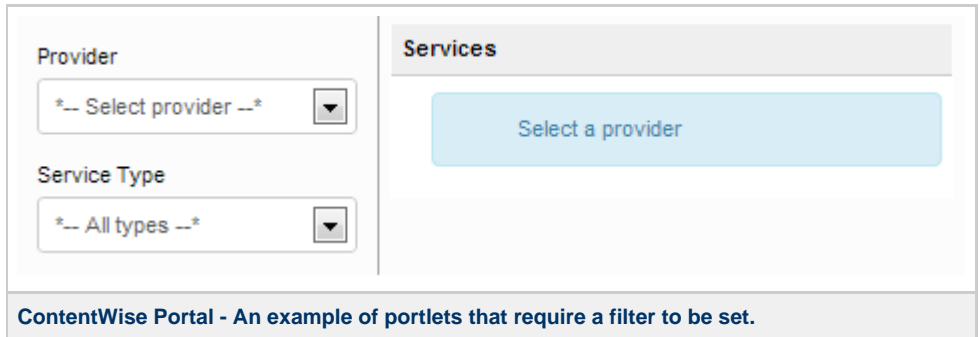 Provider
*-- Select provider --*
Service Type
*-- All types --*
Services
Select a provider
ContentWise Portal - An example of portlets that require a filter to be set.